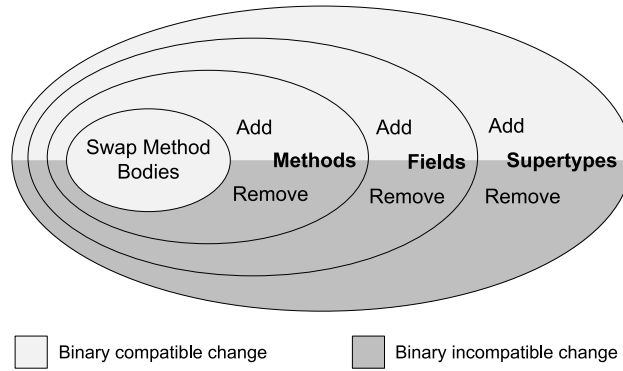 Add
Add
Add
Swap Method
Bodies
Methods
Fields
Supertypes
Remove
Remove
Remove
Binary compatible change
Binary incompatible change